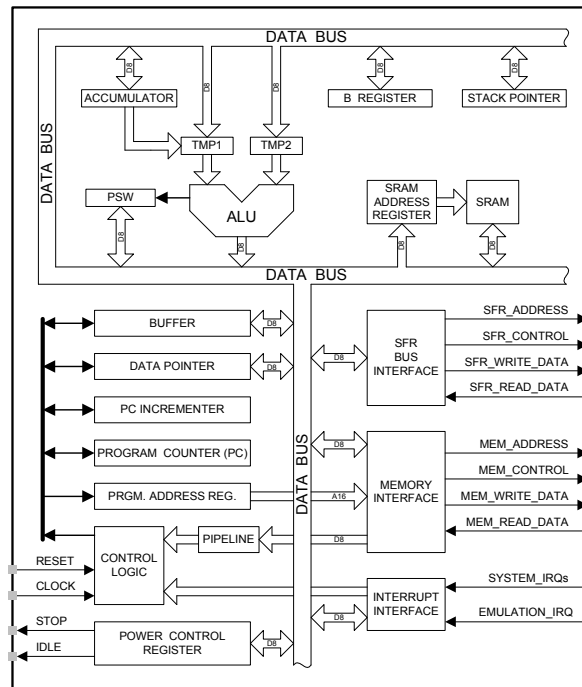 DATA BUS
D8
D8
D8
D8
D8
ACCUMULATOR
B REGISTER
STACK POINTER
DATA BUS
TMP1
TMP2
PSW
ALU
SRAM
ADDRESS
REGISTER
SRAM
D8
D8
D8
D8
DATA BUS
BUFFER
D8
DATA POINTER
D8
PC INCREMENTER
PROGRAM COUNTER (PC)
PRGM. ADDRESS REG.
A16
CONTROL
LOGIC
PIPELINE
D8
POWER CONTROL
REGISTER
D8
DATA BUS
D8
SFR
BUS
INTERFACE
SFR_ADDRESS
SFR_CONTROL
SFR_WRITE_DATA
SFR_READ_DATA
D8
MEMORY
INTERFACE
MEM_ADDRESS
MEM_CONTROL
MEM_WRITE_DATA
MEM_READ_DATA
INTERRUPT
INTERFACE
D8
SYSTEM_IRQs
EMULATION_IRQ
RESET
CLOCK
STOP
IDLE